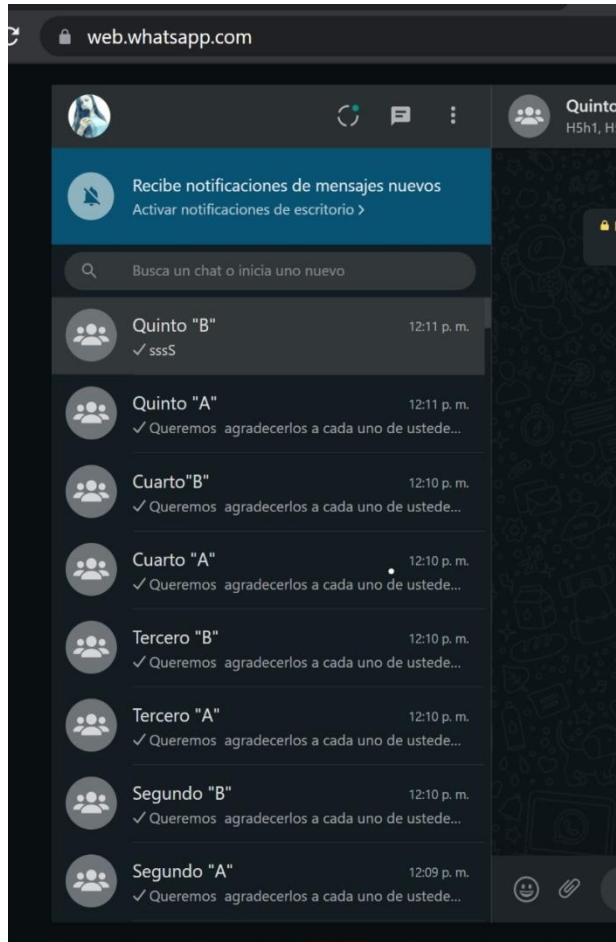 web.whatsapp.com
Quinto
H5h1, H
Recibe notificaciones de mensajes nuevos
Activar notificaciones de escritorio >
Busca un chat o inicia uno nuevo
Quinto "B" 12:11 p. m.
✓ sssS
Quinto "A" 12:11 p. m.
✓ Queremos agradecerlos a cada uno de ustede...
Cuarto"B" 12:10 p. m.
✓ Queremos agradecerlos a cada uno de ustede...
Cuarto "A" 12:10 p. m.
✓ Queremos agradecerlos a cada uno de ustede...
Tercero "B" 12:10 p. m.
✓ Queremos agradecerlos a cada uno de ustede...
Tercero "A" 12:10 p. m.
✓ Queremos agradecerlos a cada uno de ustede...
Segundo "B" 12:10 p. m.
✓ Queremos agradecerlos a cada uno de ustede...
Segundo "A" 12:09 p. m.
✓ Queremos agradecerlos a cada uno de ustede...